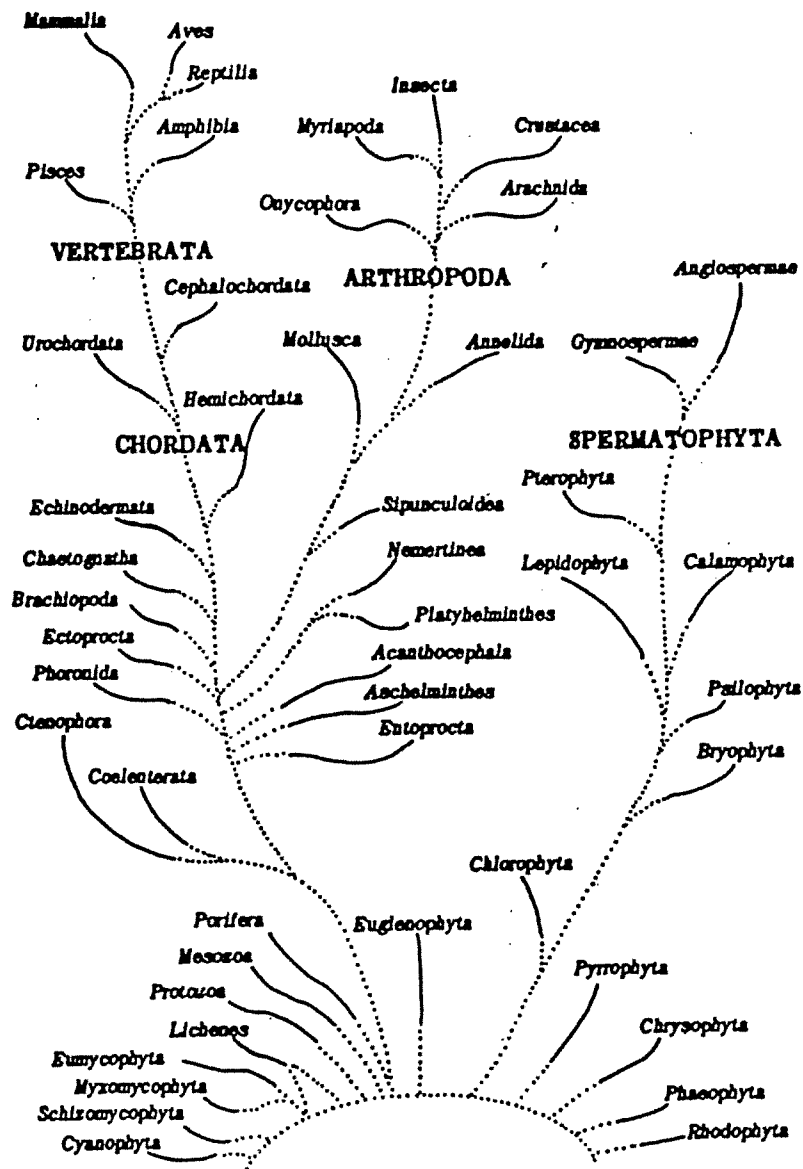 Mammalia
Aves
Reptilia
Insecta
Amphibia
Myriapoda
Crustacea
Pisces
Onycophora
Arachnida
VERTEBRATA
ARTHROPODA
Angiospermae
Cephalochordata
Urochordata
Mollusca
Annelida
Gymnospermae
Hemichordata
CHORDATA
SPERMATOPHYTA
Pterophyta
Echinodermata
Sipunculoidea
Chaetognatha
Nemertinea
Lepidophyta
Calamophyta
Brachiopoda
Platyhelminthes
Ectoprocta
Acanthocephala
Phoronida
Aschelminthes
Psilophyta
Ctenophora
Entoprocta
Bryophyta
Coelenterata
Chlorophyta
Porifera
Euglenophyta
Mesozoa
Pyrrophyta
Protozoa
Lichenes
Chrysophyta
Eumycophyta
Myxomycophyta
Phaeophyta
Schizomycophyta
Rhodophyta
Cyanophyta